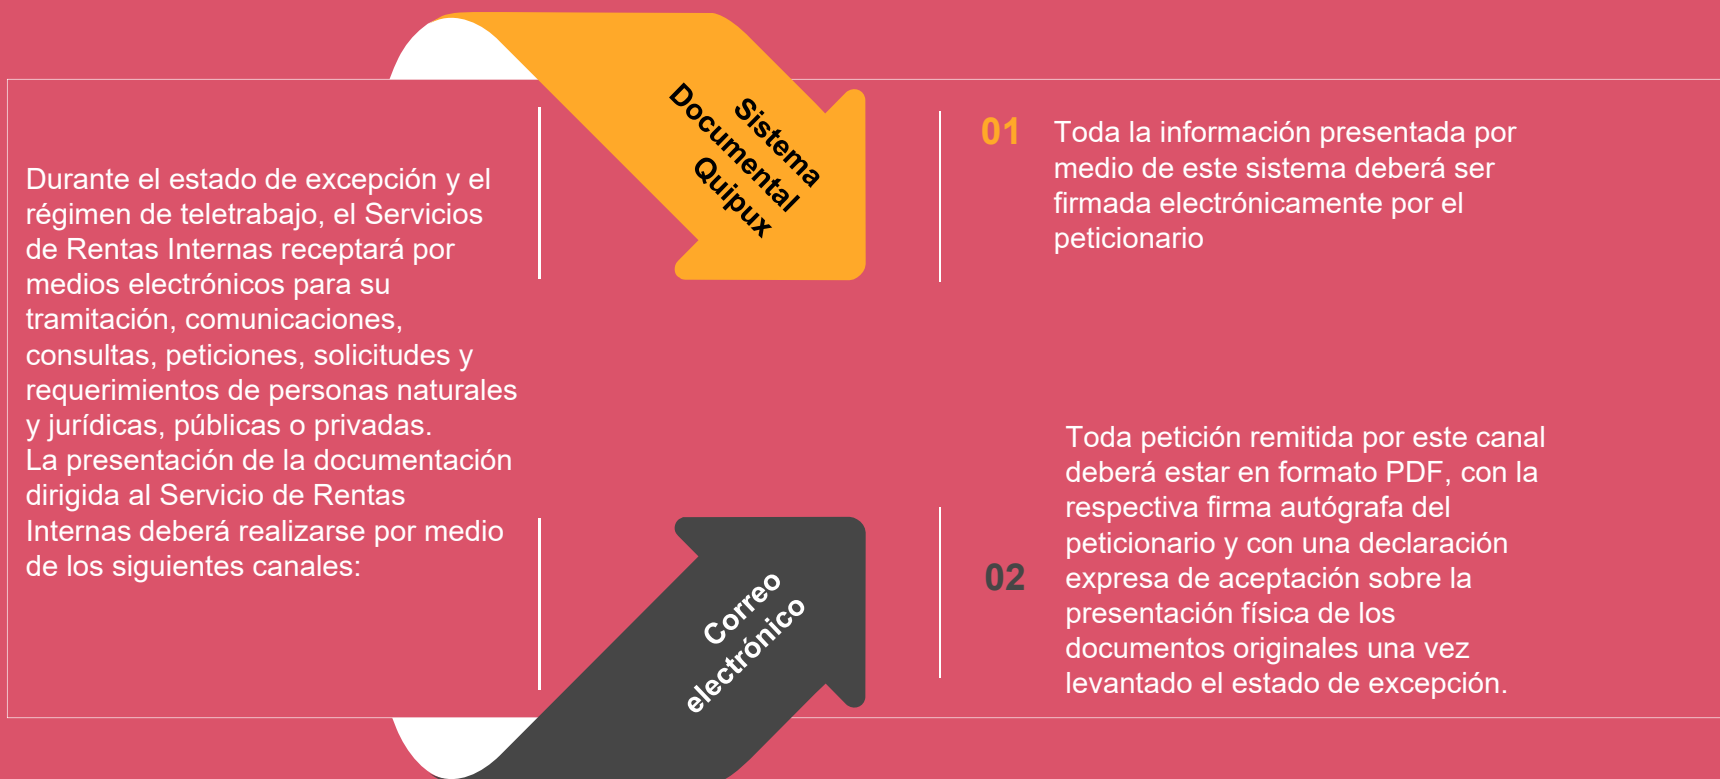 Durante el estado de excepción y el
régimen de teletrabajo, el Servicios
de Rentas Internas receptará por
medios electrónicos para su
tramitación, comunicaciones,
consultas, peticiones, solicitudes y
requerimientos de personas naturales
y jurídicas, públicas o privadas.
La presentación de la documentación
dirigida al Servicio de Rentas
Internas deberá realizarse por medio
de los siguientes canales:
Sistema
Documental
Quipux
01
Toda la información presentada por
medio de este sistema deberá ser
firmada electrónicamente por el
peticionario
Correo
electrónico
02
Toda petición remitida por este canal
deberá estar en formato PDF, con la
respectiva firma autógrafa del
peticionario y con una declaración
expresa de aceptación sobre la
presentación física de los
documentos originales una vez
levantado el estado de excepción.